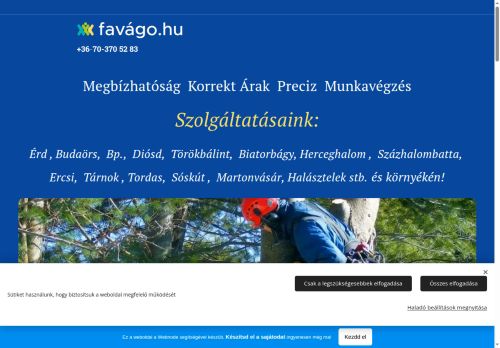 favágo.hu
+36-70-370 52 83
Megbízhatóság Korrekt Árak Preciz Munkavégzés
Szolgáltatásaink:
Érd , Budaörs, Bp., Diósd, Törökbálint, Biatorbágy, Herceghalom , Százhalombatta,
Ercsi, Tárnok , Tordas, Sóskút , Martonvásár, Halásztelek stb. és környékén!
×
Sütiket használunk, hogy biztosítsuk a weboldal megfelelő működését
Csak a legszükségesebbek elfogadása
Összes elfogadása
Haladó beállítások megnyitása
Ez a weboldal a Webnode segítségével készült. Készítsd el a sajátodat ingyenesen még ma!
Kezdd el